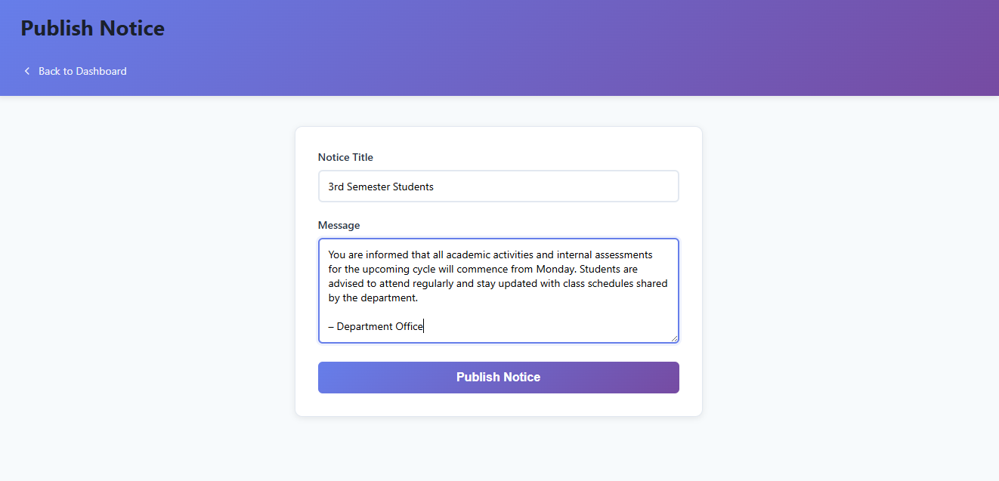 Publish Notice
Back to Dashboard
Notice Title
3rd Semester Students
Message
You are informed that all academic activities and internal assessments
for the upcoming cycle will commence from Monday. Students are
advised to attend regularly and stay updated with class schedules shared
by the department.
– Department Office
Publish Notice